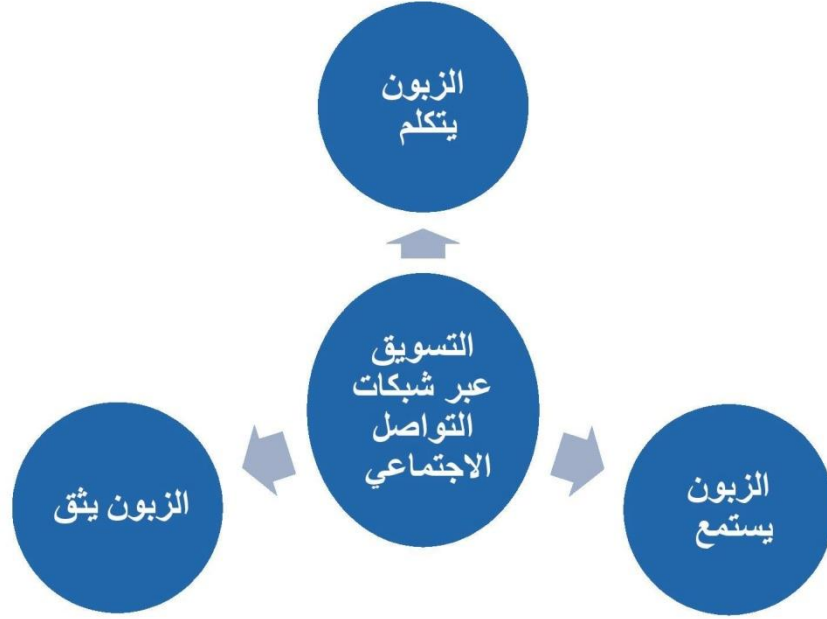 الزبون
يتكلم
التسويق
عبر شبكات
التواصل
الاجتماعي
الزبون
يستمع
الزبون يثق